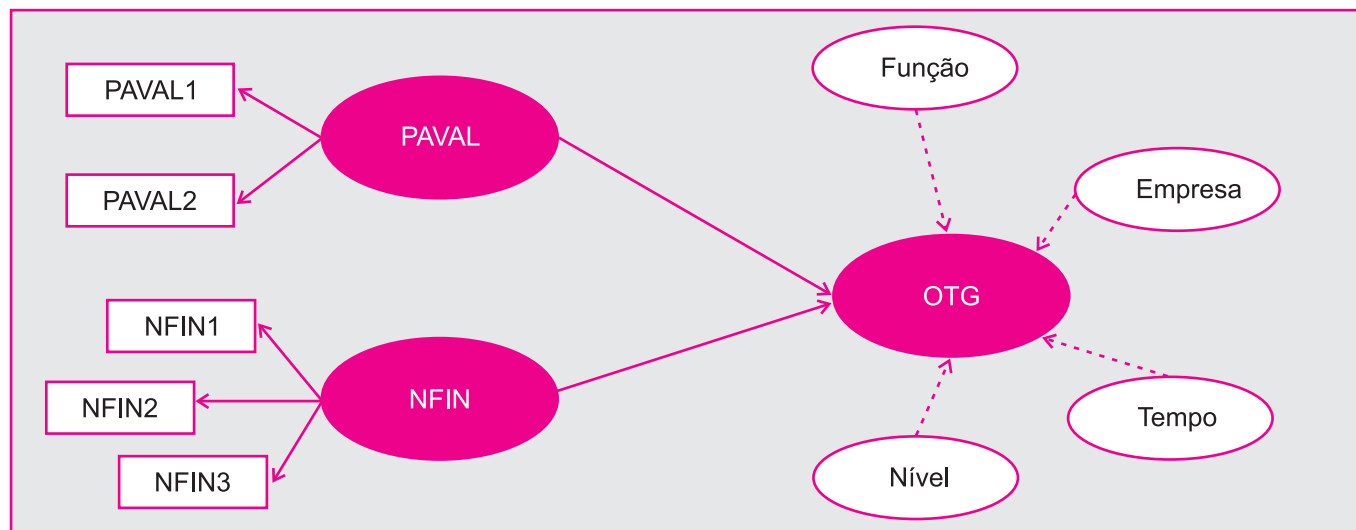 PAVAL1
PAVAL2
PAVAL
NFIN1
NFIN2
NFIN3
NFIN
Função
Empresa
OTG
Tempo
Nível